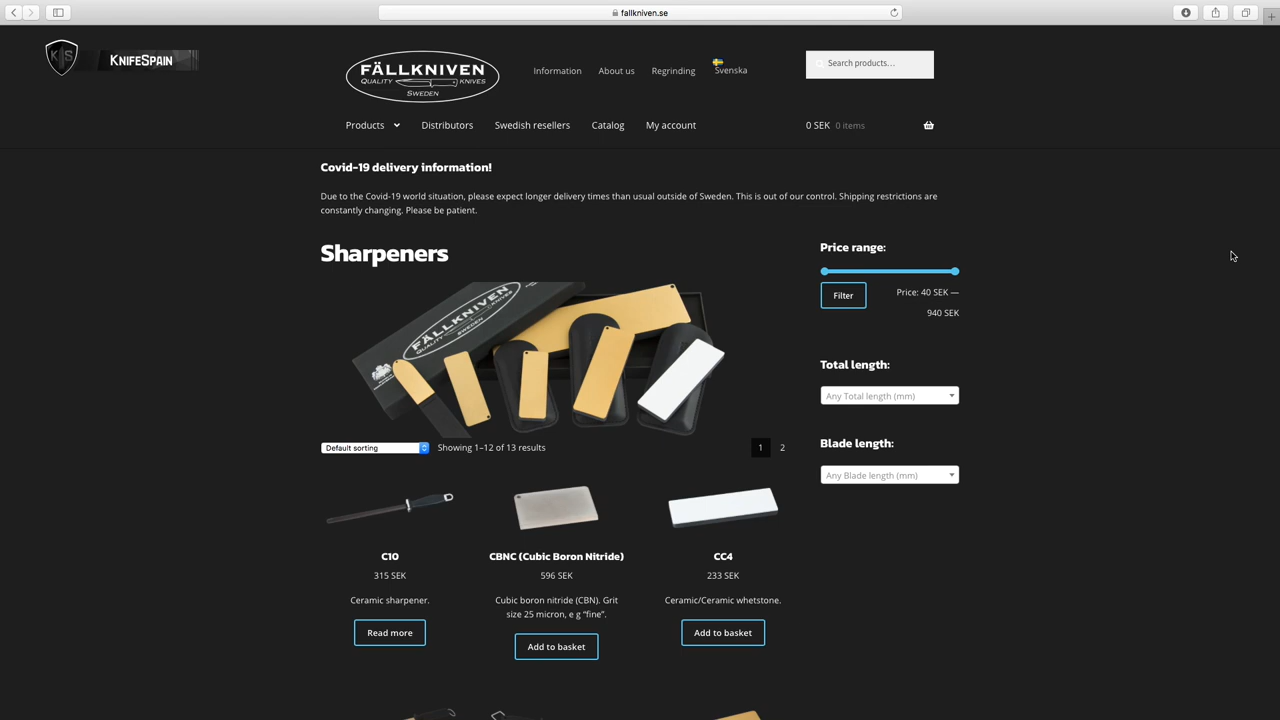 fallkniven.se
KS KNIFESPAIN
FÄLLKNIVEN
QUALITY KNIVES
SWEDEN
Information About us Regrinding Svenska
Search products…
Products Distributors Swedish resellers Catalog My account
0 SEK 0 items
Covid-19 delivery information!
Due to the Covid-19 world situation, please expect longer delivery times than usual outside of Sweden. This is out of our control. Shipping restrictions are
constantly changing. Please be patient.
Sharpeners
FÄLLKNIVEN
QUALITY KNIVES
SWEDEN
Default sorting Showing 1–12 of 13 results 1 2
C10
315 SEK
Ceramic sharpener.
Read more
CBNC (Cubic Boron Nitride)
596 SEK
Cubic boron nitride (CBN). Grit
size 25 micron, e g “fine”.
Add to basket
CC4
233 SEK
Ceramic/Ceramic whetstone.
Add to basket
Price range:
Filter
Price: 40 SEK —
940 SEK
Total length:
Any Total length (mm)
Blade length:
Any Blade length (mm)